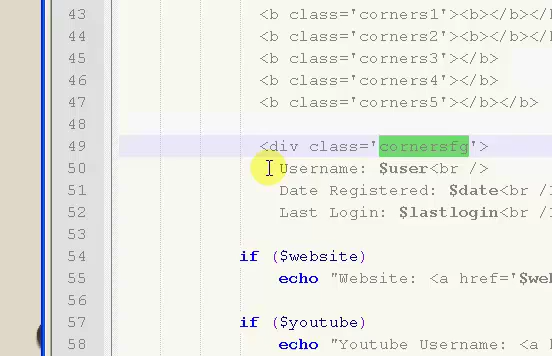 43 <b class='corners1'><b></b></
44 <b class='corners2'><b></b></
45 <b class='corners3'></b>
46 <b class='corners4'></b>
47 <b class='corners5'></b></b>
48
49 <div class='cornersfg'>
50 Username: $user<br />
51 Date Registered: $date<br /
52 Last Login: $lastlogin<br /
53
54 if ($website)
55 echo "Website: <a href='$we
56
57 if ($youtube)
58 echo "Youtube Username: <a